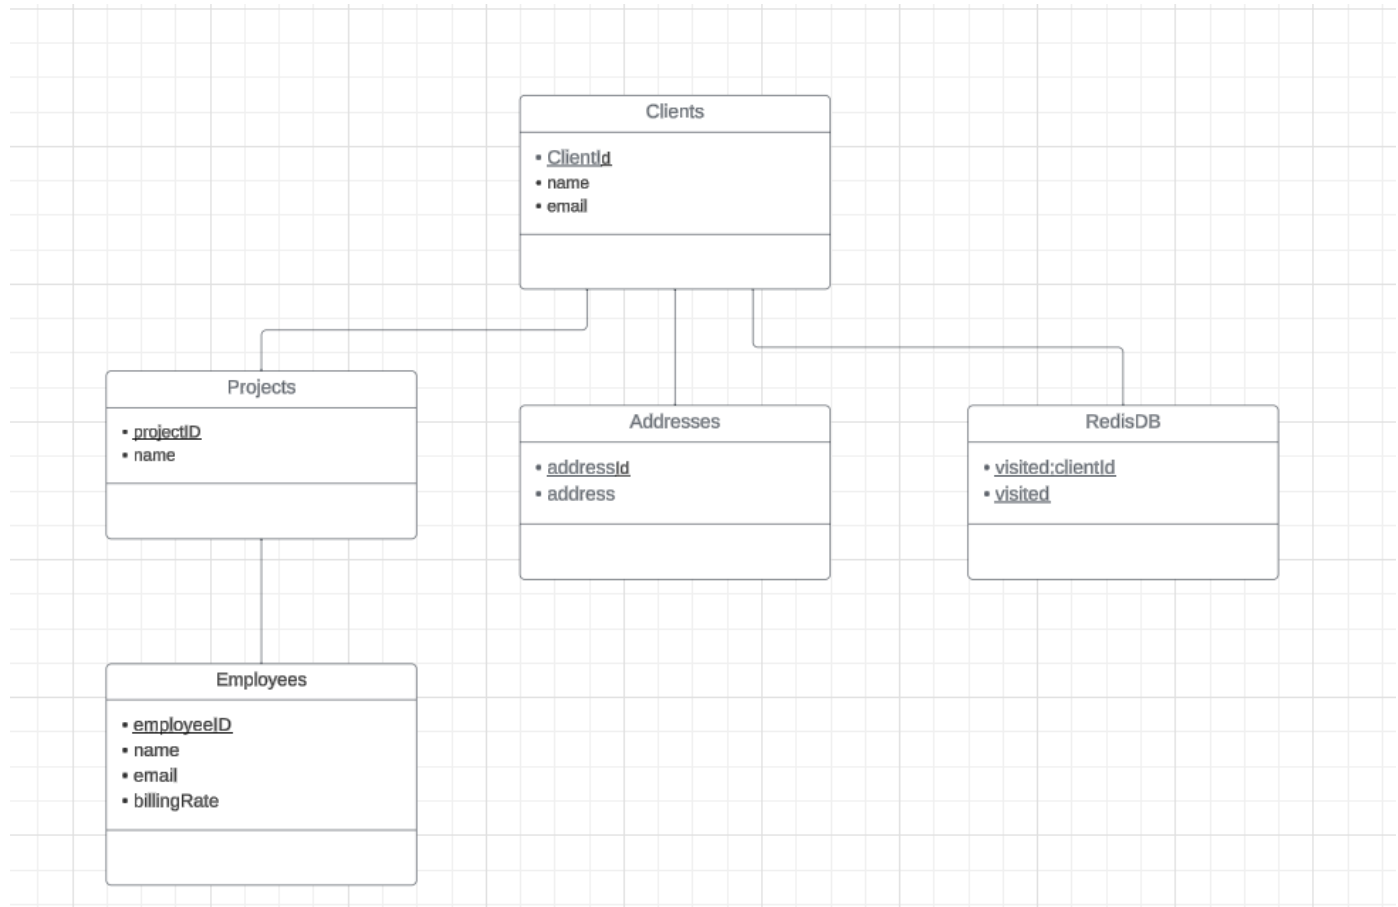 Clients
▪ ClientId
▪ name
▪ email
Projects
▪ projectID
▪ name
Addresses
▪ addressId
▪ address
RedisDB
▪ visited:clientId
▪ visited
Employees
▪ employeeID
▪ name
▪ email
▪ billingRate